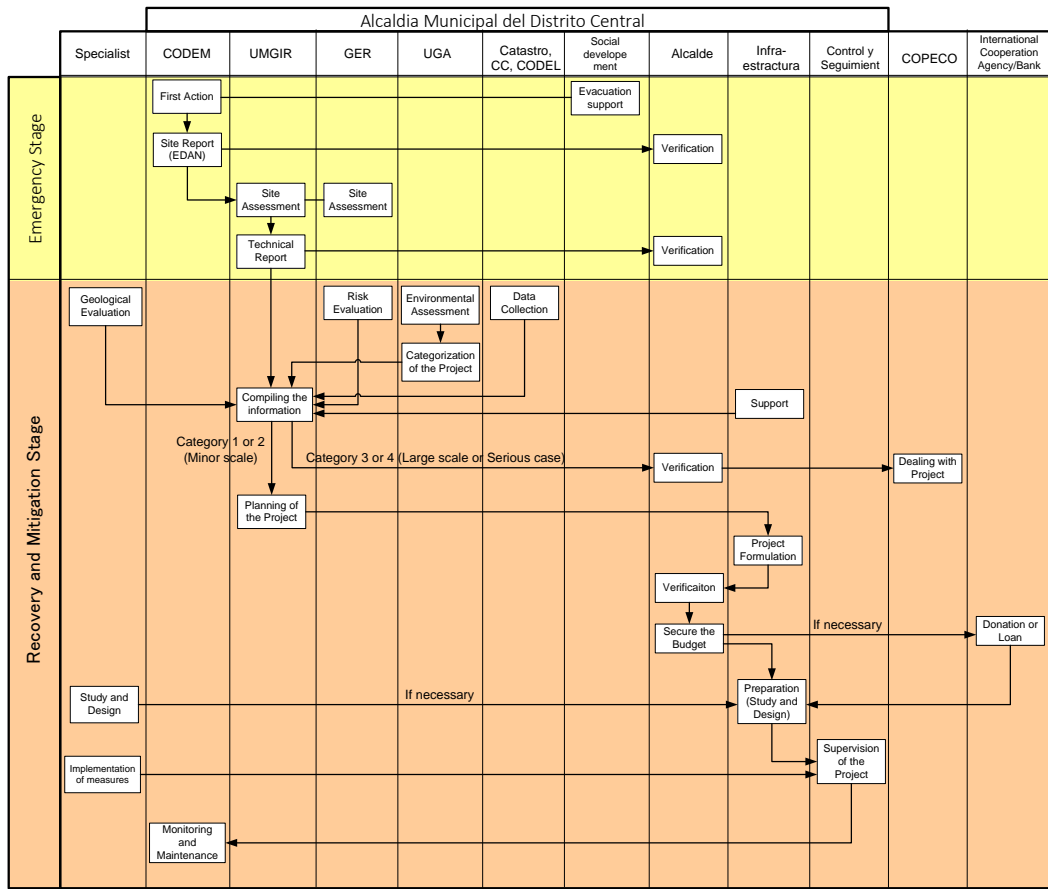 Alcaldia Municipal del Distrito Central
Specialist
CODEM
UMGIR
GER
UGA
Catastro,
CC, CODEL
Social
develope
ment
Alcalde
Infra-
estractura
Control y
Seguimient
COPECO
International
Cooperation
Agency/Bank
Emergency Stage
First Action
Evacuation
support
Site Report
(EDAN)
Verification
Site
Assessment
Site
Assessment
Technical
Report
Verification
Recovery and Mitigation Stage
Geological
Evaluation
Risk
Evaluation
Environmental
Assessment
Data
Collection
Categorization
of the Project
Compiling the
information
Support
Category 1 or 2
(Minor scale)
Category 3 or 4 (Large scale or Serious case)
Verification
Dealing with
Project
Planning of
the Project
Project
Formulation
Verificaiton
Secure the
Budget
If necessary
Donation or
Loan
Study and
Design
If necessary
Preparation
(Study and
Design)
Implementation
of measures
Supervision
of the
Project
Monitoring
and
Maintenance